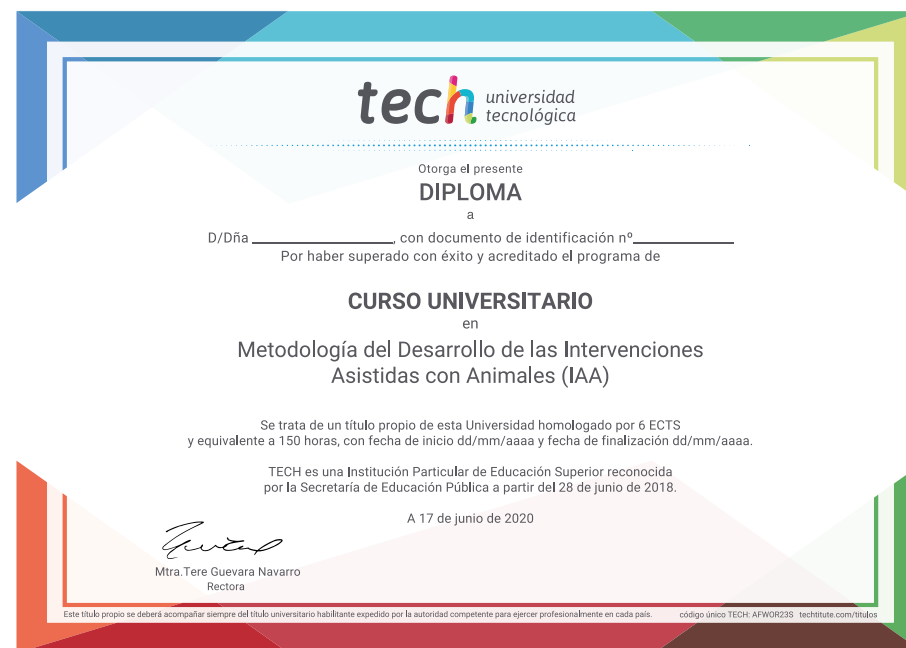 tech universidad
tecnológica
Otorga el presente
DIPLOMA
a
D/Dña ____________________, con documento de identificación nº______________
Por haber superado con éxito y acreditado el programa de
CURSO UNIVERSITARIO
en
Metodología del Desarrollo de las Intervenciones
Asistidas con Animales (IAA)
Se trata de un título propio de esta Universidad homologado por 6 ECTS
y equivalente a 150 horas, con fecha de inicio dd/mm/aaaa y fecha de finalización dd/mm/aaaa.
TECH es una Institución Particular de Educación Superior reconocida
por la Secretaría de Educación Pública a partir del 28 de junio de 2018.
A 17 de junio de 2020
Mtra.Tere Guevara Navarro
Rectora
Este título propio se deberá acompañar siempre del título universitario habilitante expedido por la autoridad competente para ejercer profesionalmente en cada país. código único TECH: AFWOR23S techtitute.com/titulos